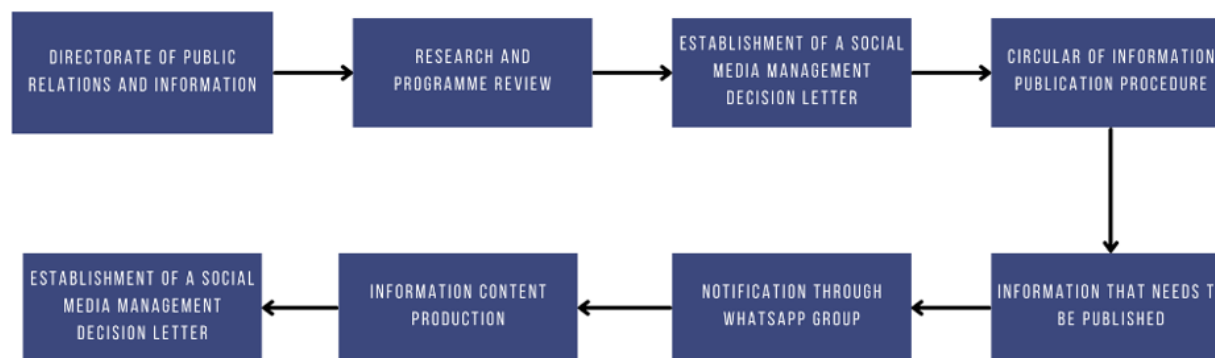 DIRECTORATE OF PUBLIC
RELATIONS AND INFORMATION
RESEARCH AND
PROGRAMME REVIEW
ESTABLISHMENT OF A SOCIAL
MEDIA MANAGEMENT
DECISION LETTER
CIRCULAR OF INFORMATION
PUBLICATION PROCEDURE
INFORMATION THAT NEEDS T
BE PUBLISHED
NOTIFICATION THROUGH
WHATSAPP GROUP
INFORMATION CONTENT
PRODUCTION
ESTABLISHMENT OF A SOCIAL
MEDIA MANAGEMENT
DECISION LETTER